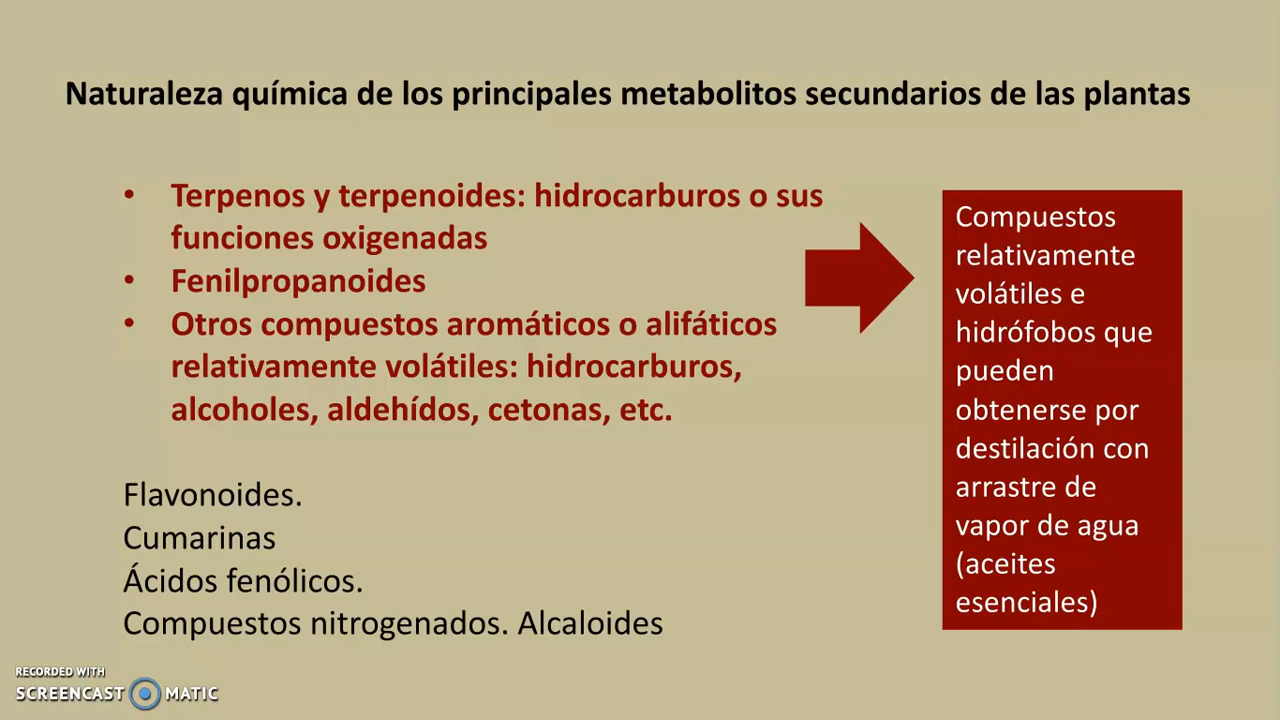 Naturaleza química de los principales metabolitos secundarios de las plantas
• Terpenos y terpenoides: hidrocarburos o sus
funciones oxigenadas
• Fenilpropanoides
• Otros compuestos aromáticos o alifáticos
relativamente volátiles: hidrocarburos,
alcoholes, aldehídos, cetonas, etc.
Compuestos
relativamente
volátiles e
hidrófobos que
pueden
obtenerse por
destilación con
arrastre de
vapor de agua
(aceites
esenciales)
Flavonoides.
Cumarinas
Ácidos fenólicos.
Compuestos nitrogenados. Alcaloides
RECORDED WITH
SCREENCAST MATIC